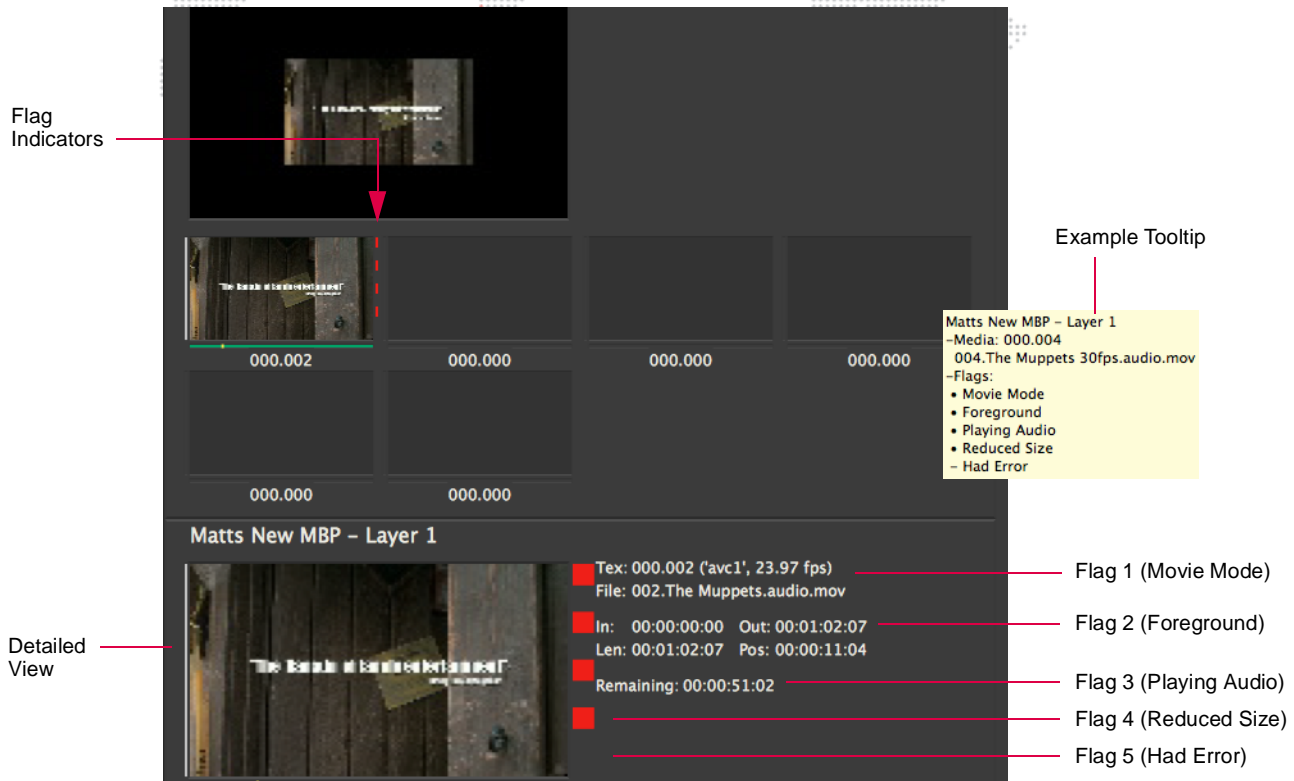 Flag
Indicators
Example Tooltip
Matts New MBP – Layer 1
–Media: 000.004
004.The Muppets 30fps.audio.mov
–Flags:
• Movie Mode
• Foreground
• Playing Audio
• Reduced Size
– Had Error
000.002
000.000
000.000
000.000
000.000
000.000
Matts New MBP – Layer 1
Detailed
View
Tex: 000.002 ('avc1', 23.97 fps)
File: 002.The Muppets.audio.mov
In: 00:00:00:00 Out: 00:01:02:07
Len: 00:01:02:07 Pos: 00:00:11:04
Remaining: 00:00:51:02
Flag 1 (Movie Mode)
Flag 2 (Foreground)
Flag 3 (Playing Audio)
Flag 4 (Reduced Size)
Flag 5 (Had Error)